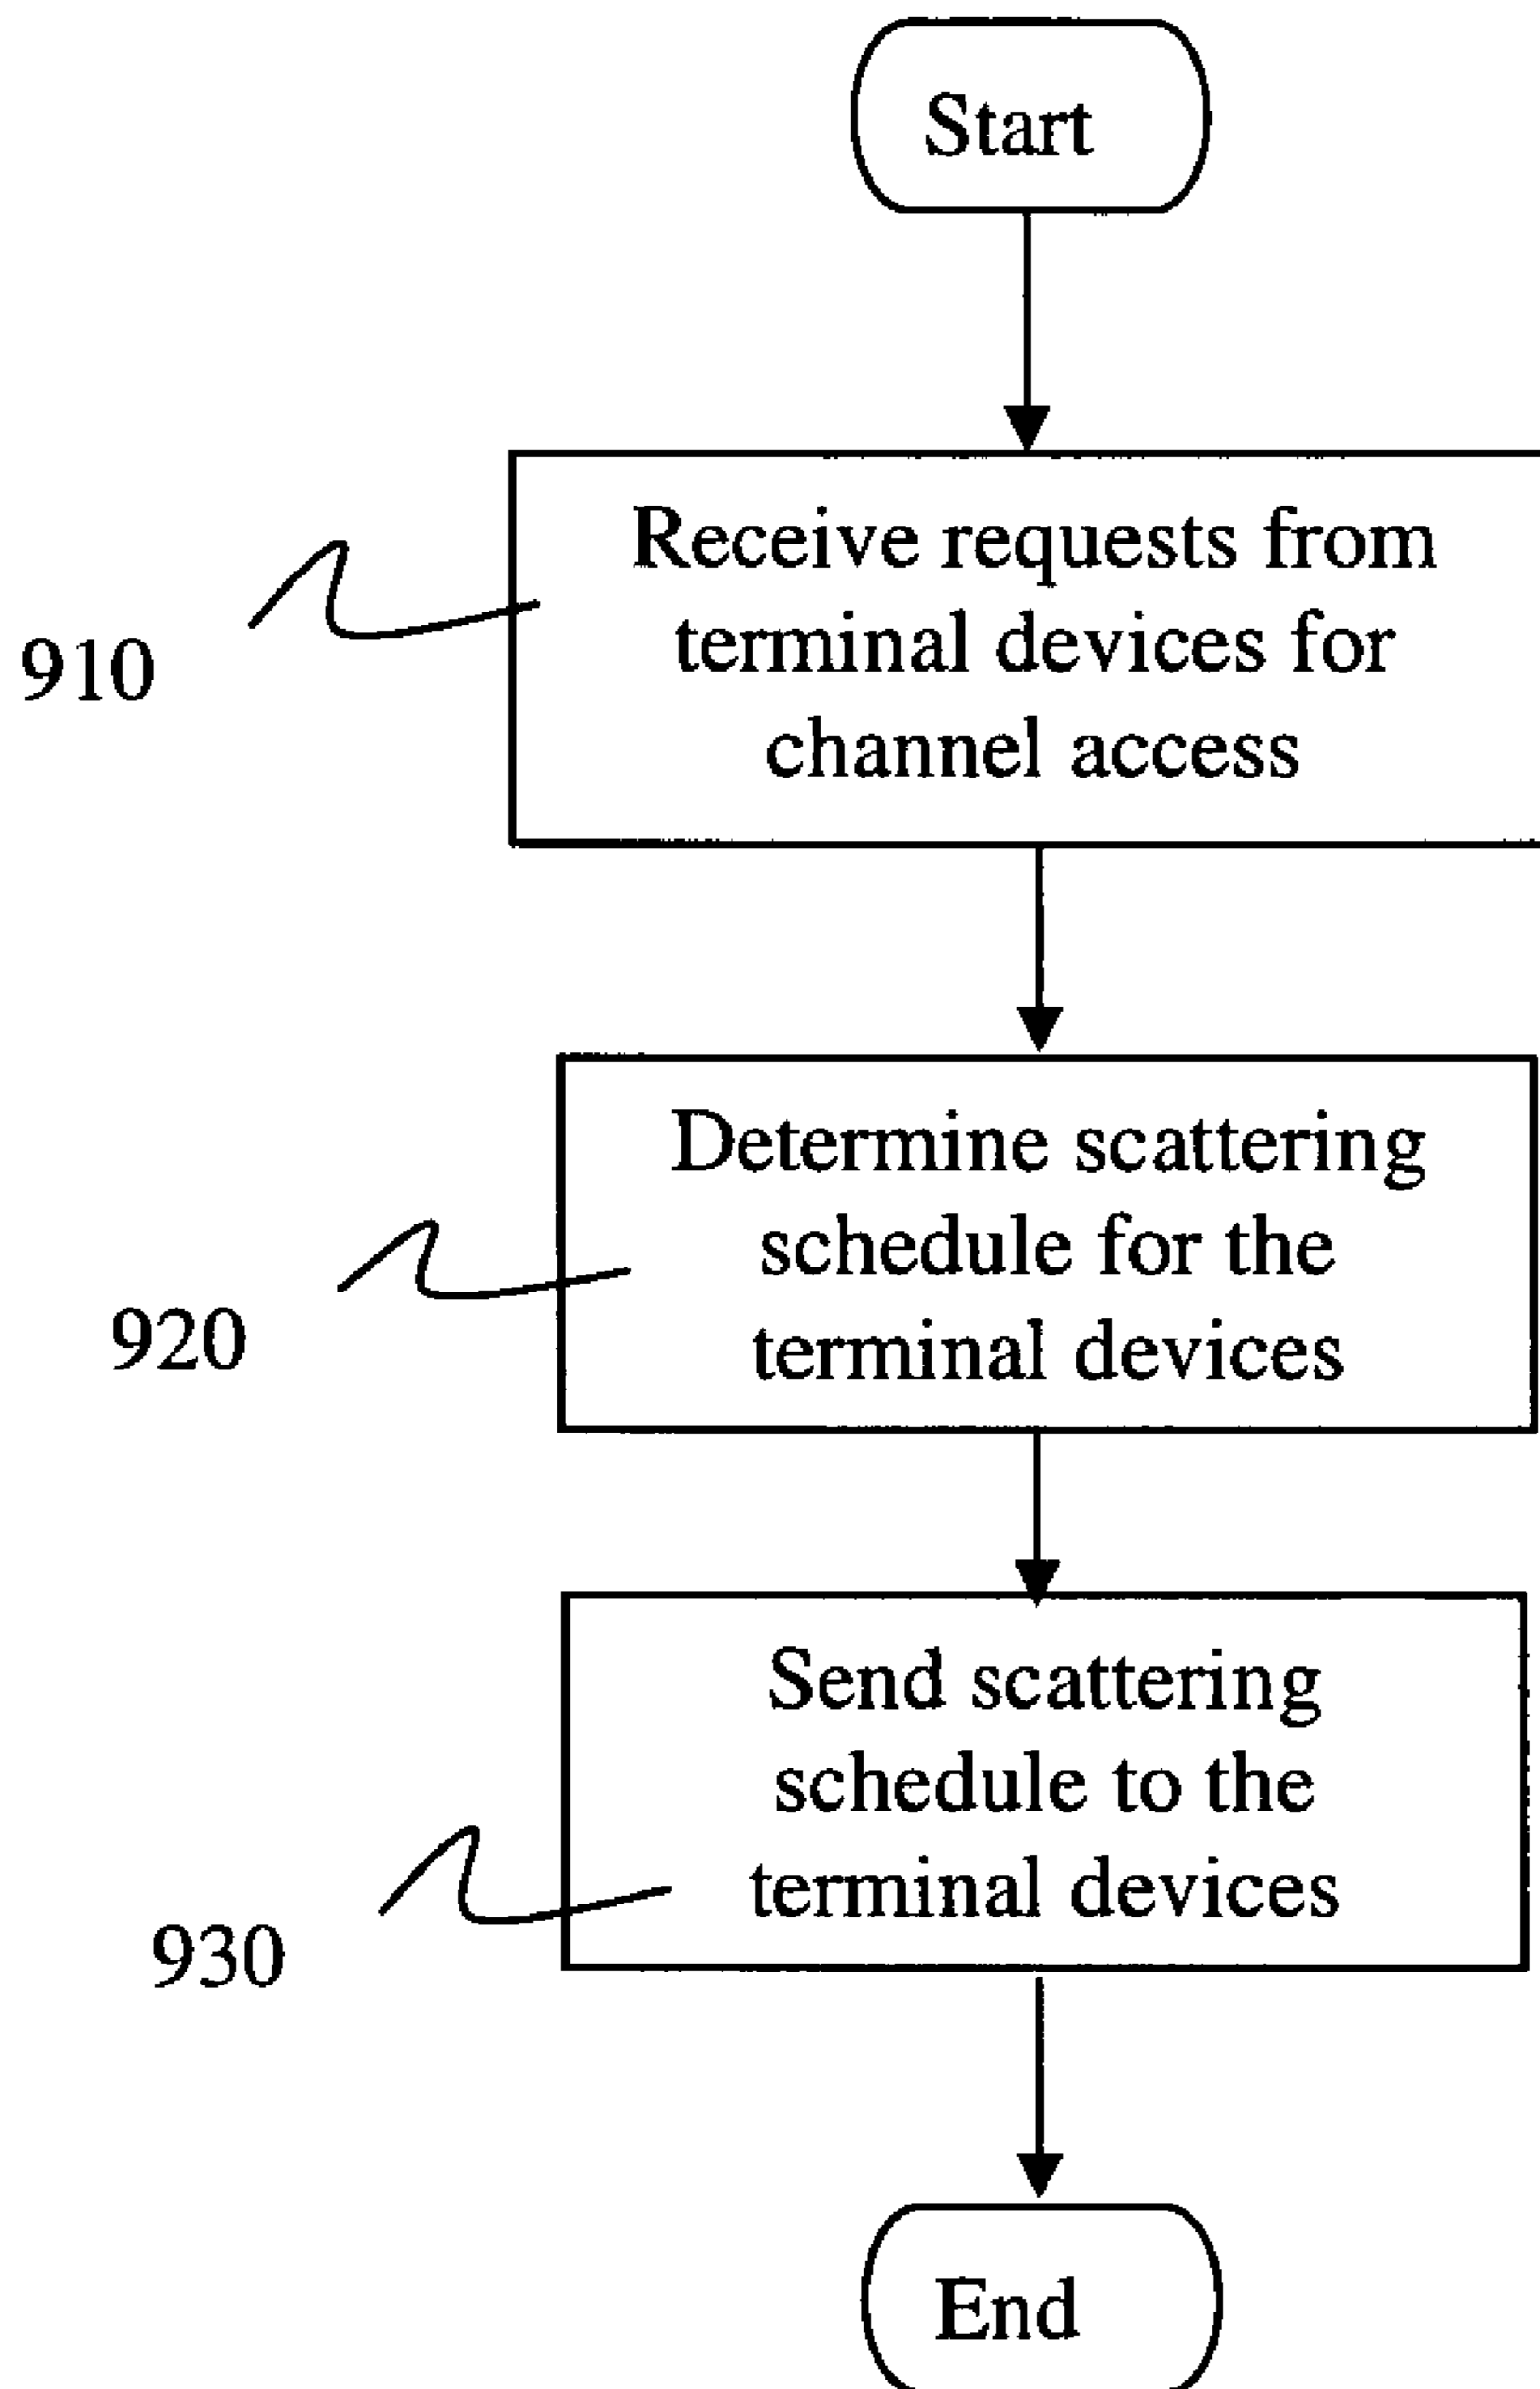 Start
Receive requests from
terminal devices for
channel access
910
Determine scattering
schedule for the
terminal devices
920
Send scattering
schedule to the
terminal devices
930
End